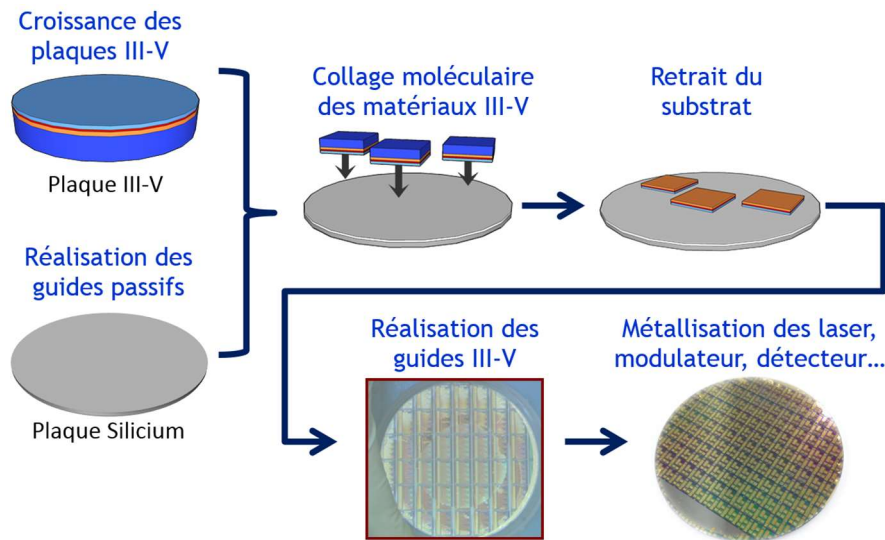 Croissance des
plaques III-V
Plaque III-V
Réalisation des
guides passifs
Plaque Silicium
Collage moléculaire
des matériaux III-V
Retrait du
substrat
Réalisation des
guides III-V
Métallisation des laser,
modulateur, détecteur...